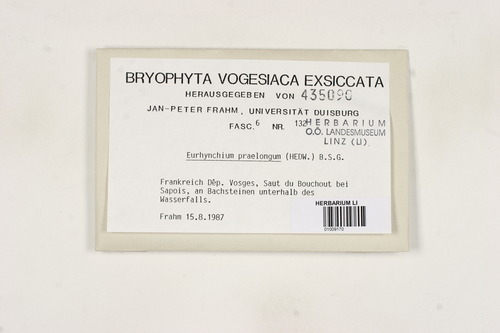 BRYOPHYTA VOGESIACA EXSICCATA
HERAUSGEGEBEN VON 435090
JAN-PETER FRAHM, UNIVERSITÄT DUISBURG
FASC. 6 NR. 132 HERBARIUM
O.Ö. LANDESMUSEUM
LINZ (LI).
Eurhynchium praelongum (HEDW.) B.S.G.
Frankreich Dép. Vosges, Saut du Bouchout bei
Sapois, an Bachsteinen unterhalb des
Wasserfalls.
Frahm 15.8.1987
HERBARIUM LI
01009170